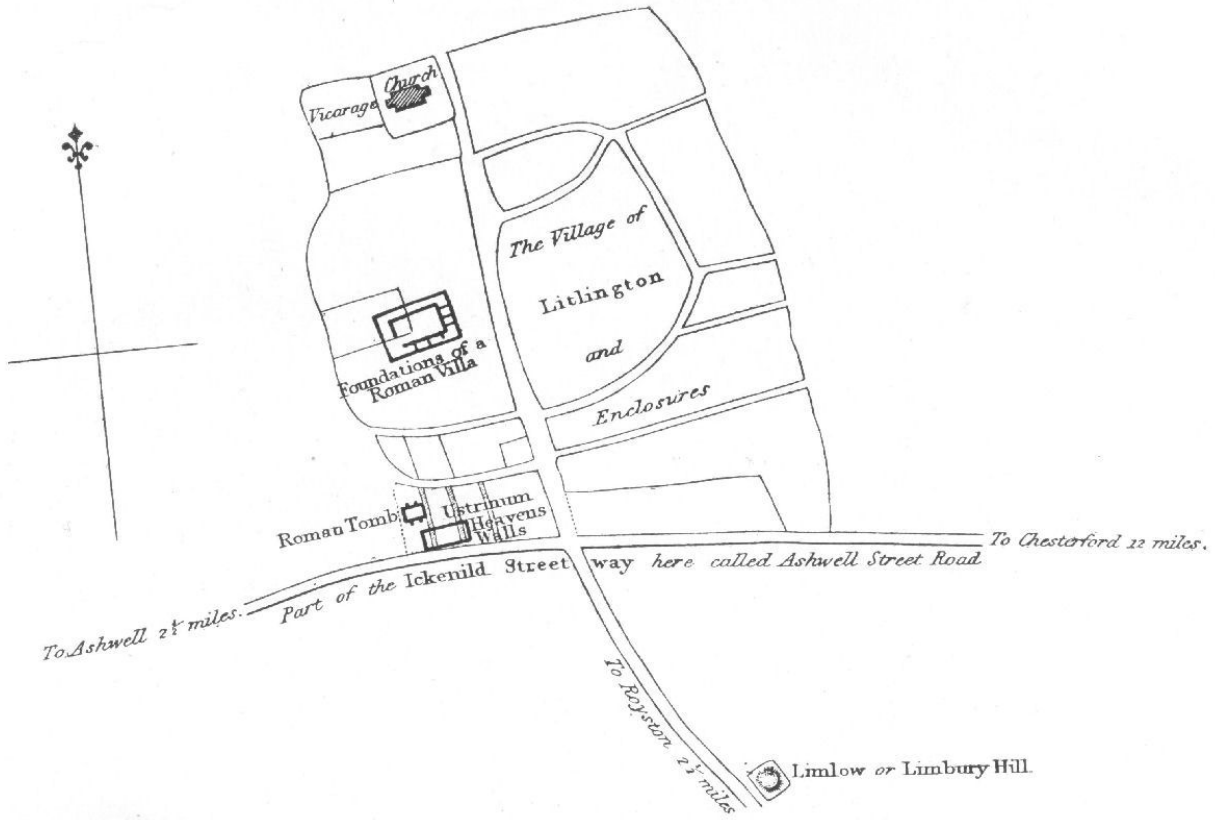 Church
Vicarage
The Village of
Litlington
and
Enclosures
Foundations of a
Roman Villa
Roman Tomb
Ustrinum
Heavens
Walls
To Chesterford 12 miles.
Part of the Ickenild Street way here called Ashwell Street Road
To Ashwell 2½ miles.
To Royston 2½ miles
Limlow or Limbury Hill